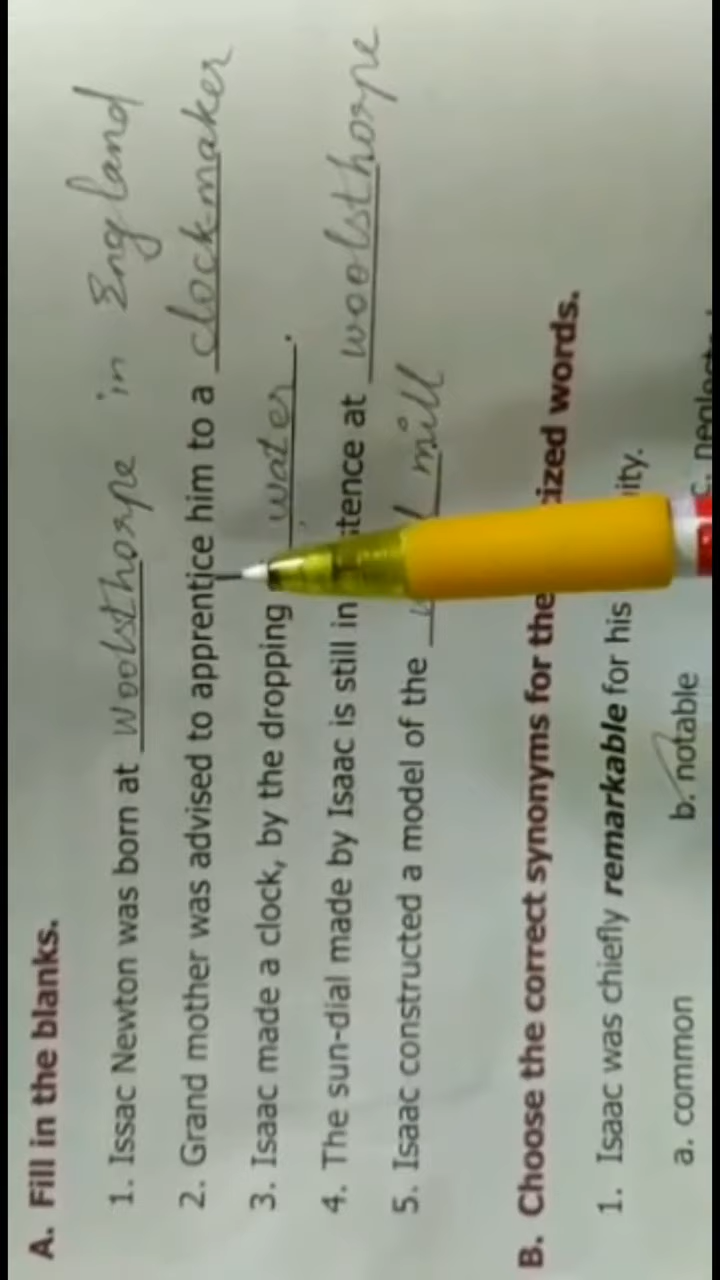 A. Fill in the blanks.
1. Issac Newton was born at woolsthorpe in England
2. Grand mother was advised to apprentice him to a clockmaker
3. Isaac made a clock, by the dropping water.
4. The sun-dial made by Isaac is still in tence at woolsthorpe
5. Isaac constructed a model of the mill
B. Choose the correct synonyms for the cized words.
1. Isaac was chiefly remarkable for his ity.
a. common b. notable c. neglected